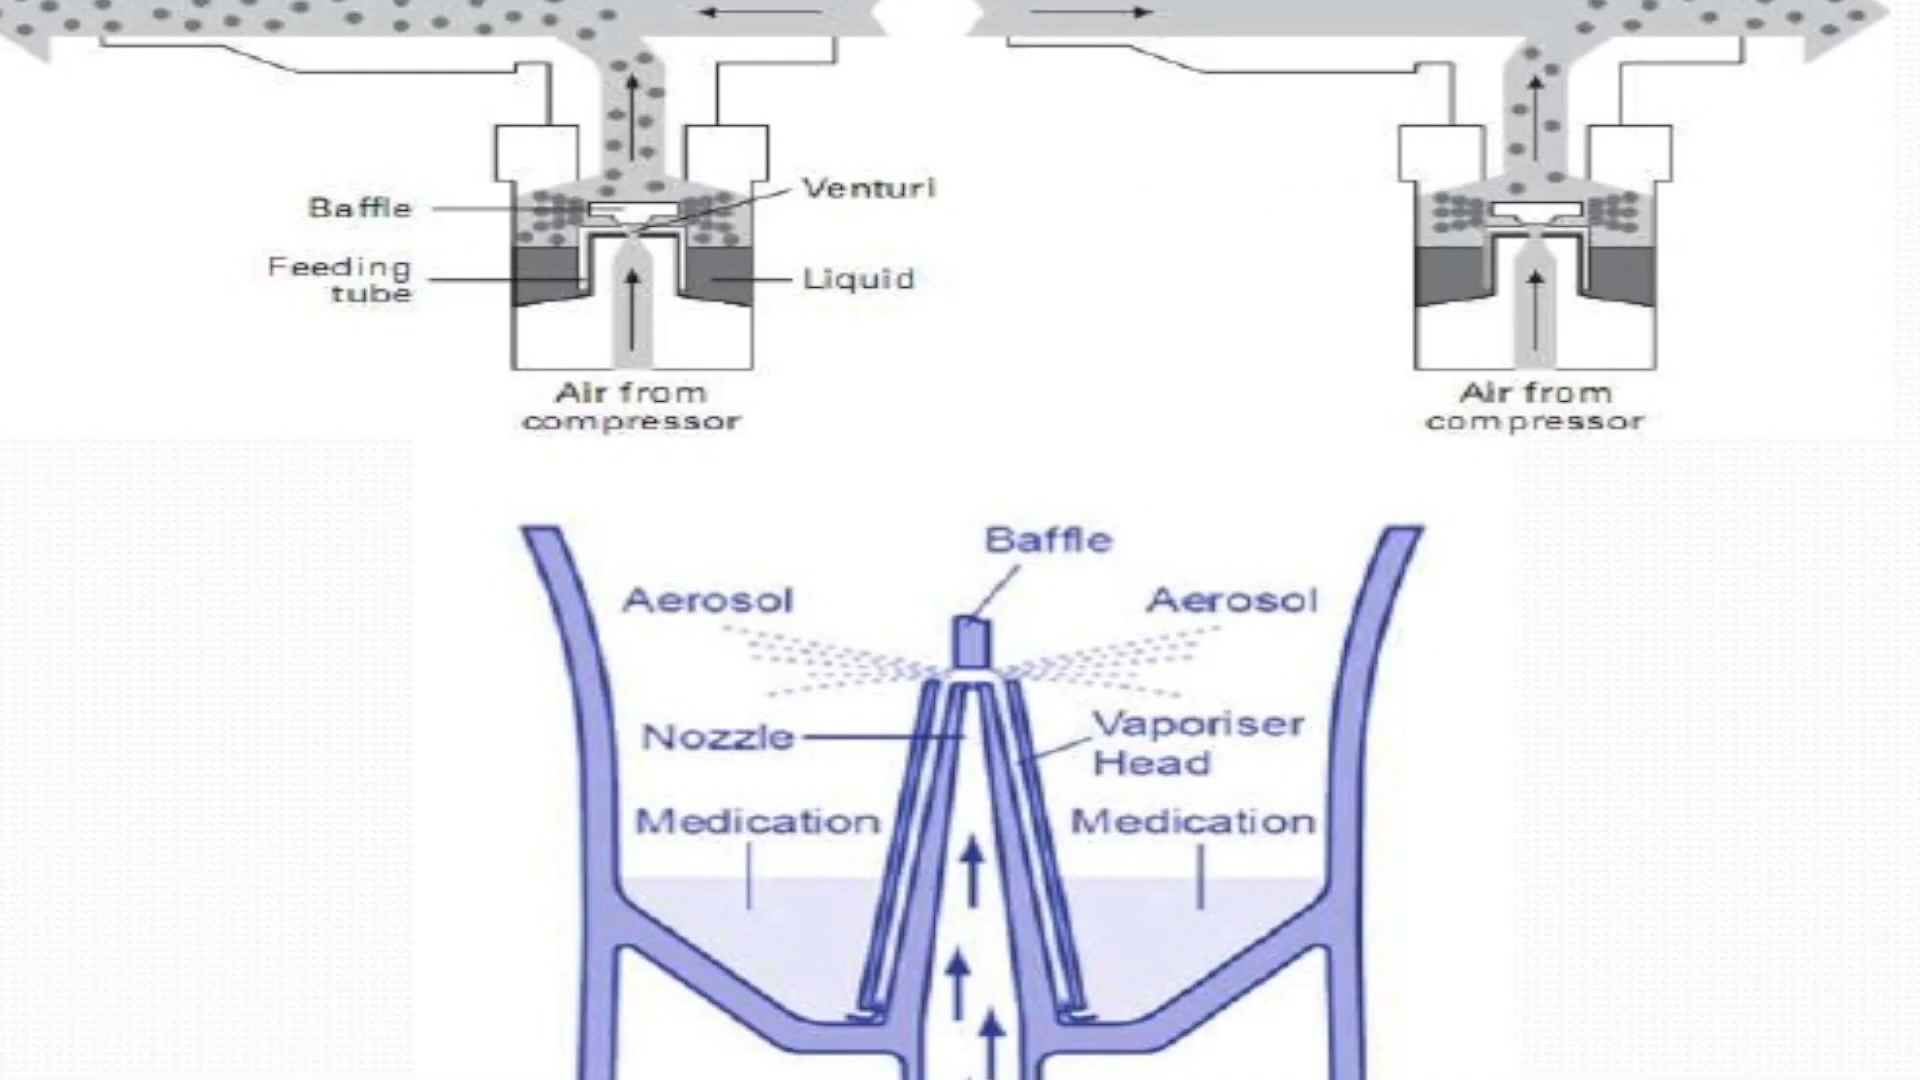 Venturi
Baffle
Feeding
tube
Liquid
Air from
compressor
Air from
compressor
Baffle
Aerosol
Aerosol
Nozzle
Vaporiser
Head
Medication
Medication